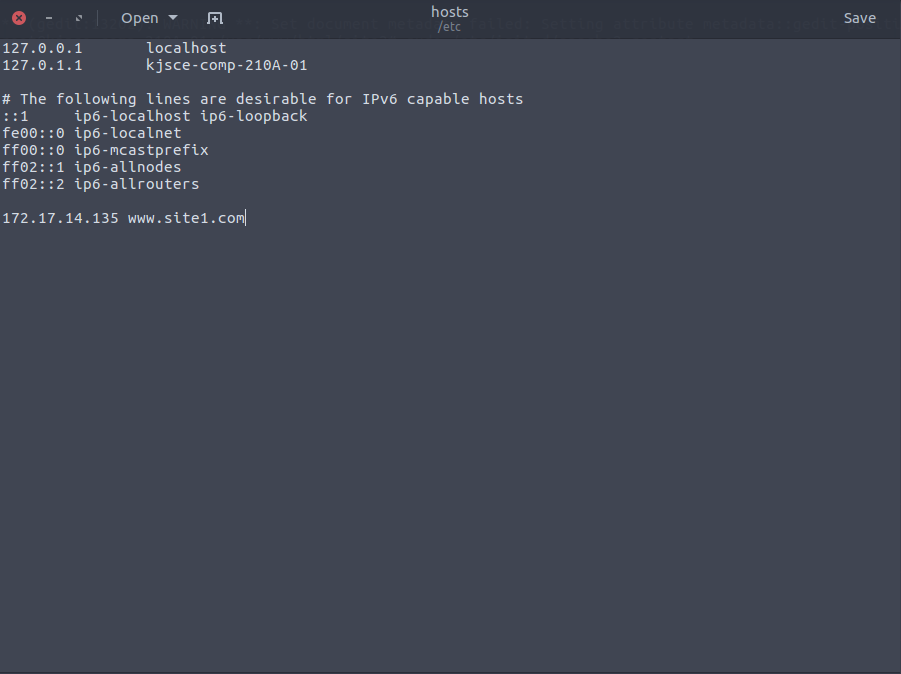 Open
hosts
/etc
Save
127.0.0.1       localhost
127.0.1.1       kjsce-comp-210A-01
# The following lines are desirable for IPv6 capable hosts
::1     ip6-localhost ip6-loopback
fe00::0 ip6-localnet
ff00::0 ip6-mcastprefix
ff02::1 ip6-allnodes
ff02::2 ip6-allrouters
172.17.14.135 www.site1.com